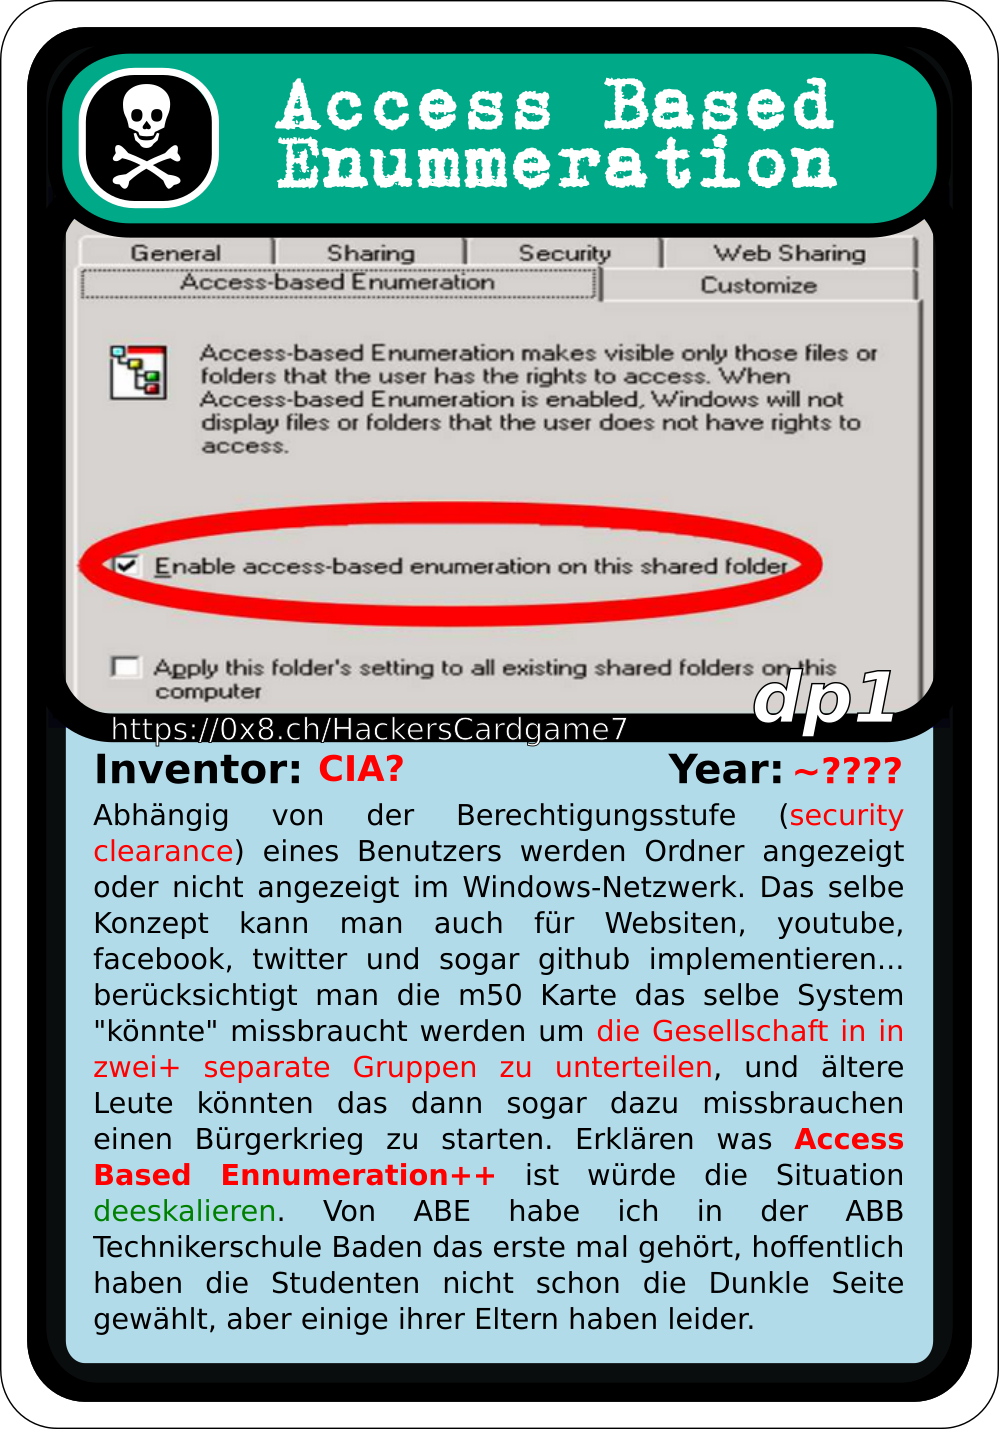 Access Based
Enummeration
General Sharing Security Web Sharing
Access-based Enumeration Customize
Access-based Enumeration makes visible only those files or
folders that the user has the rights to access. When
Access-based Enumeration is enabled, Windows will not
display files or folders that the user does not have rights to
access.
Enable access-based enumeration on this shared folder
Apply this folder's setting to all existing shared folders on this
computer
dp1
https://0x8.ch/HackersCardgame7
Inventor: CIA? Year: ~????
Abhängig von der Berechtigungsstufe (security
clearance) eines Benutzers werden Ordner angezeigt
oder nicht angezeigt im Windows-Netzwerk. Das selbe
Konzept kann man auch für Websiten, youtube,
facebook, twitter und sogar github implementieren...
berücksichtigt man die m50 Karte das selbe System
"könnte" missbraucht werden um die Gesellschaft in in
zwei+ separate Gruppen zu unterteilen, und ältere
Leute könnten das dann sogar dazu missbrauchen
einen Bürgerkrieg zu starten. Erklären was Access
Based Ennumeration++ ist würde die Situation
deeskalieren. Von ABE habe ich in der ABB
Technikerschule Baden das erste mal gehört, hoffentlich
haben die Studenten nicht schon die Dunkle Seite
gewählt, aber einige ihrer Eltern haben leider.